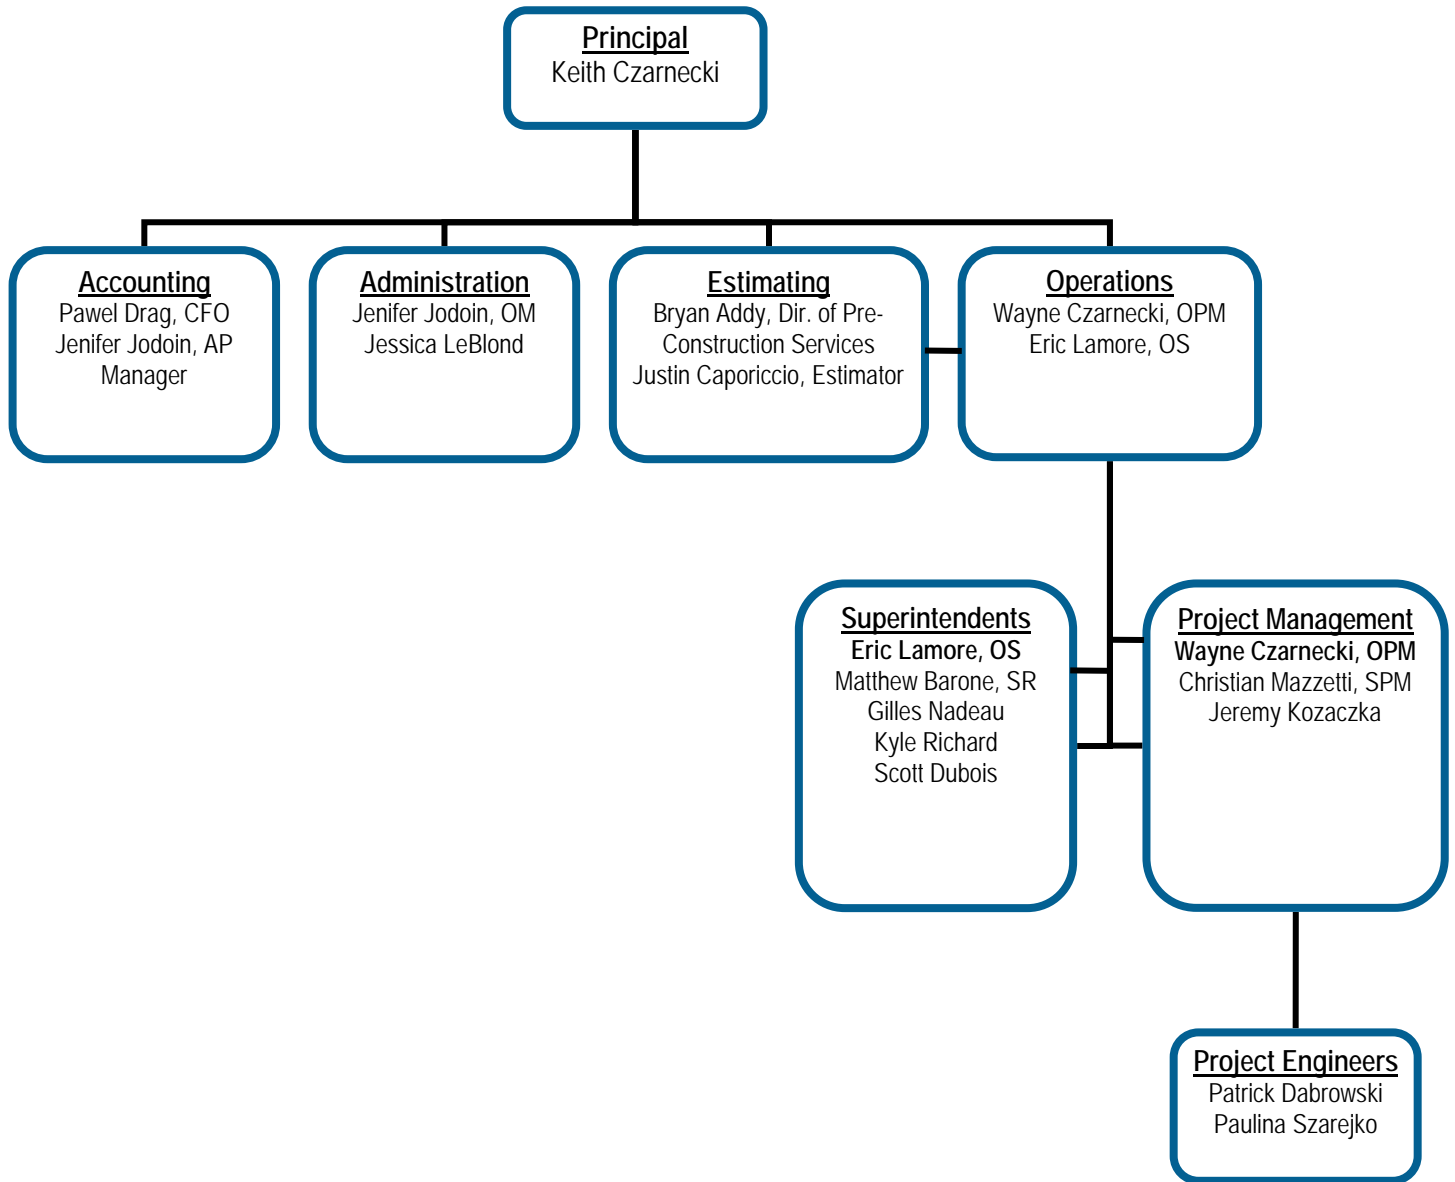 Principal
Keith Czarnecki
Accounting
Pawel Drag, CFO
Jenifer Jodoin, AP
Manager
Administration
Jenifer Jodoin, OM
Jessica LeBlond
Estimating
Bryan Addy, Dir. of Pre-
Construction Services
Justin Caporiccio, Estimator
Operations
Wayne Czarnecki, OPM
Eric Lamore, OS
Superintendents
Eric Lamore, OS
Matthew Barone, SR
Gilles Nadeau
Kyle Richard
Scott Dubois
Project Management
Wayne Czarnecki, OPM
Christian Mazzetti, SPM
Jeremy Kozaczka
Project Engineers
Patrick Dabrowski
Paulina Szarejko